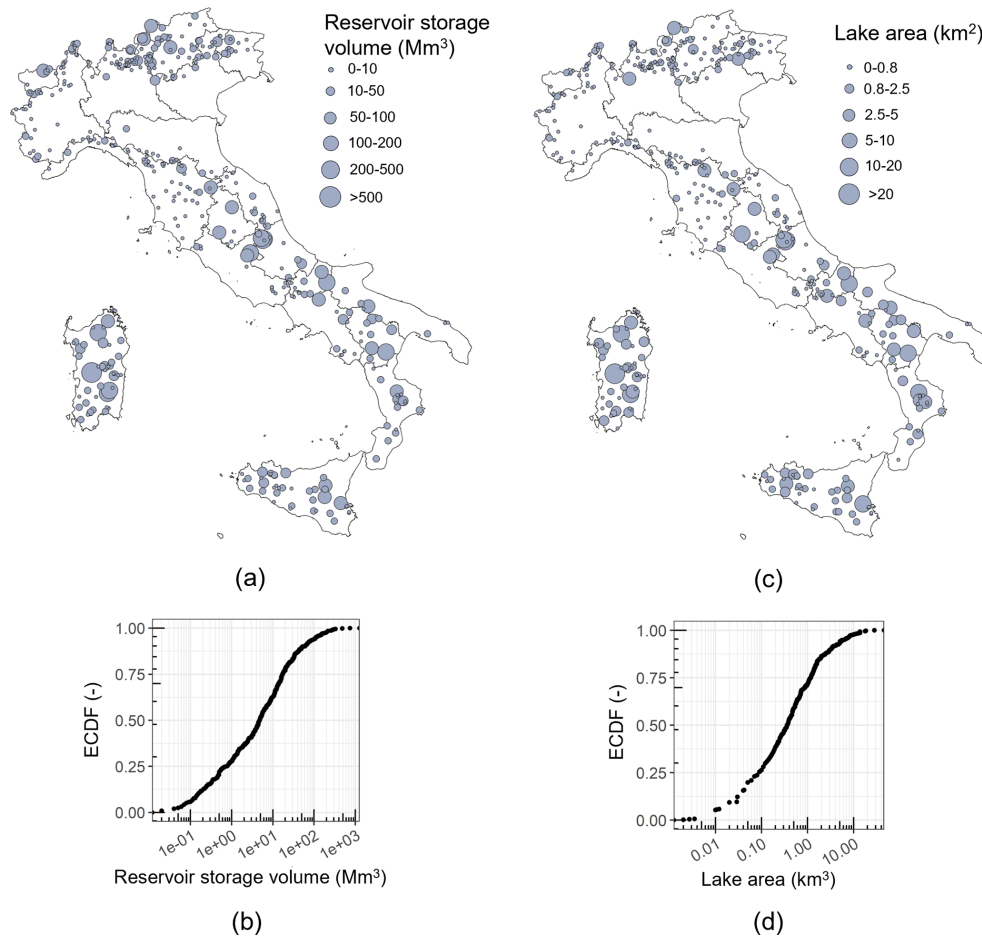 Reservoir storage
volume (Mm³)
0-10
10-50
50-100
100-200
200-500
>500
(a)
Lake area (km²)
0-0.8
0.8-2.5
2.5-5
5-10
10-20
>20
(c)
ECDF (-)
1.00
0.75
0.50
0.25
0.00
1e-01
1e+00
1e+01
1e+02
1e+03
Reservoir storage volume (Mm³)
(b)
ECDF (-)
1.00
0.75
0.50
0.25
0.00
0.01
0.10
1.00
10.00
Lake area (km³)
(d)